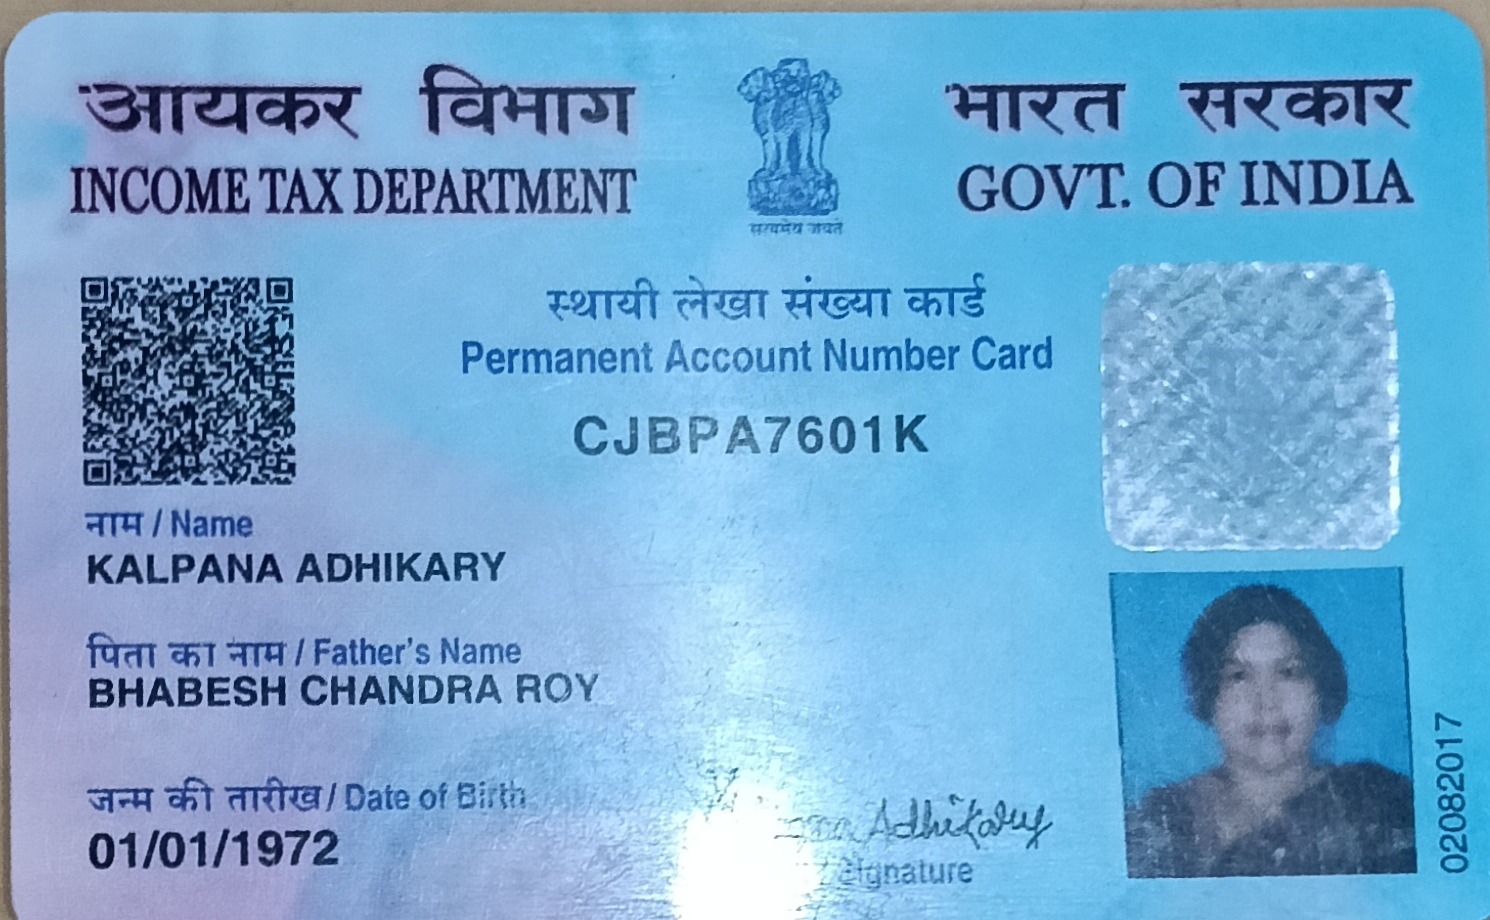 आयकर विभाग
INCOME TAX DEPARTMENT
भारत सरकार
GOVT. OF INDIA
सत्यमेव जयते
स्थायी लेखा संख्या कार्ड
Permanent Account Number Card
CJBPA7601K
नाम / Name
KALPANA ADHIKARY
पिता का नाम / Father's Name
BHABESH CHANDRA ROY
जन्म की तारीख / Date of Birth
01/01/1972
Adhikary
Signature
02082017